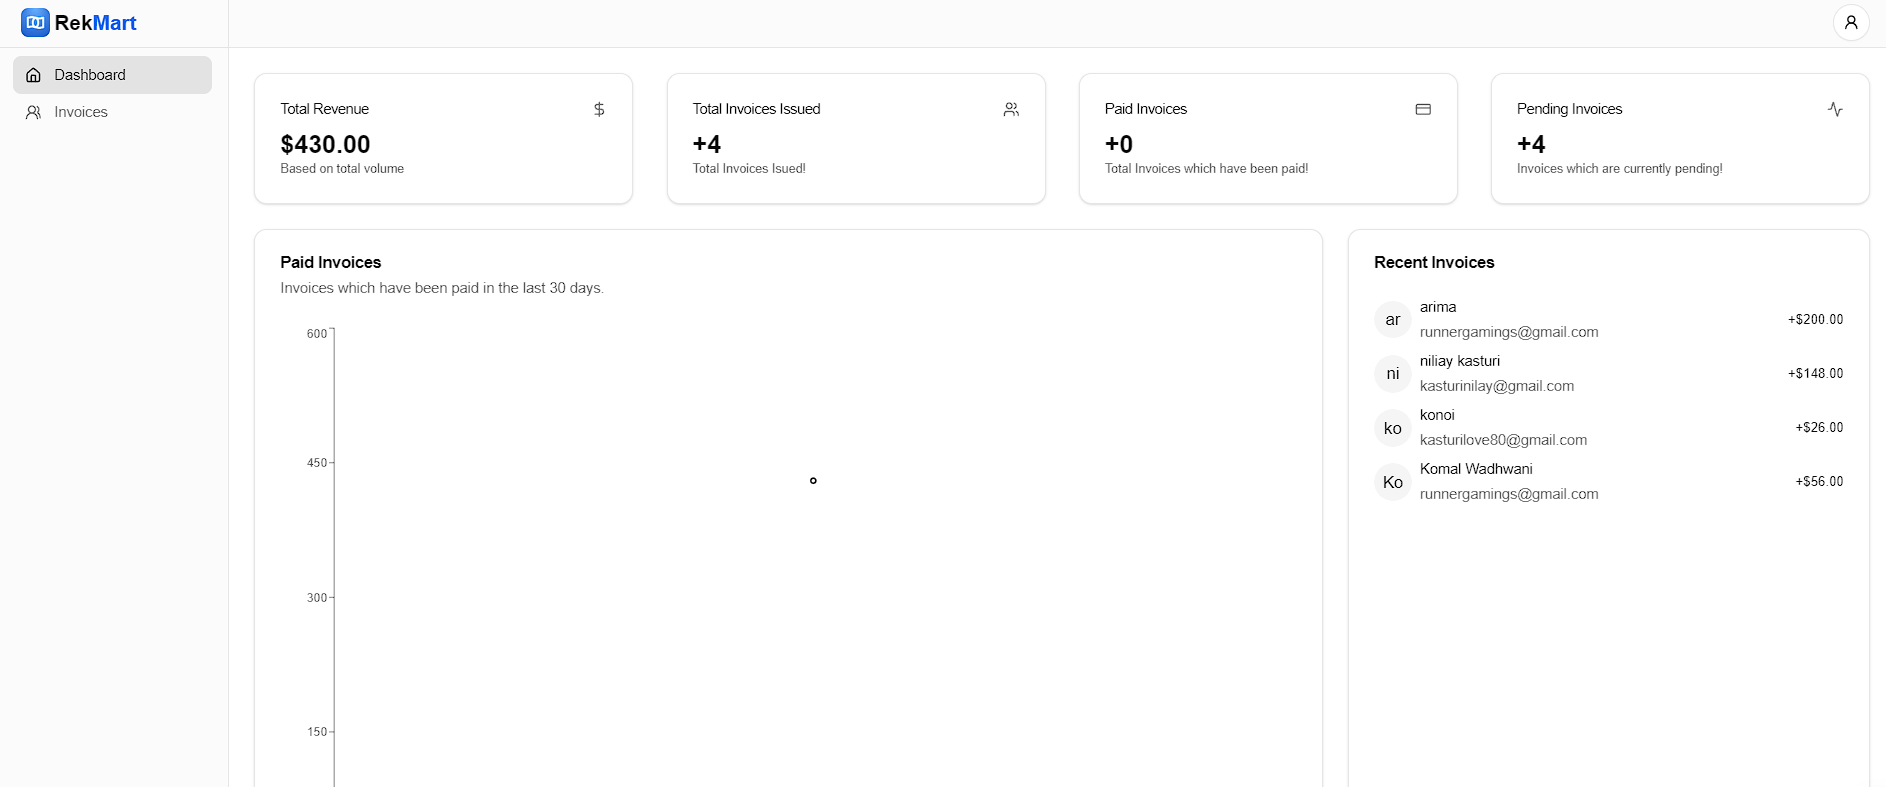 RekMart
Dashboard
Invoices
Total Revenue
$430.00
Based on total volume
Total Invoices Issued
+4
Total Invoices Isued!
Paid Invoices
+0
Total Invoices which have been paid!
Pending Invoices
+4
Invoices which are currently pending!
Paid Invoices
Invoices which have been paid in the last 30 days.
600
450
300
150
Recent Invoices
ar
arima
runnergamings@gmail.com
+$200.00
ni
niliay kasturi
kasturinilay@gmail.com
+$148.00
ko
konoi
kasturilove80@gmail.com
+$26.00
Ko
Komal Wadhwani
runnergamings@gmail.com
+$56.00